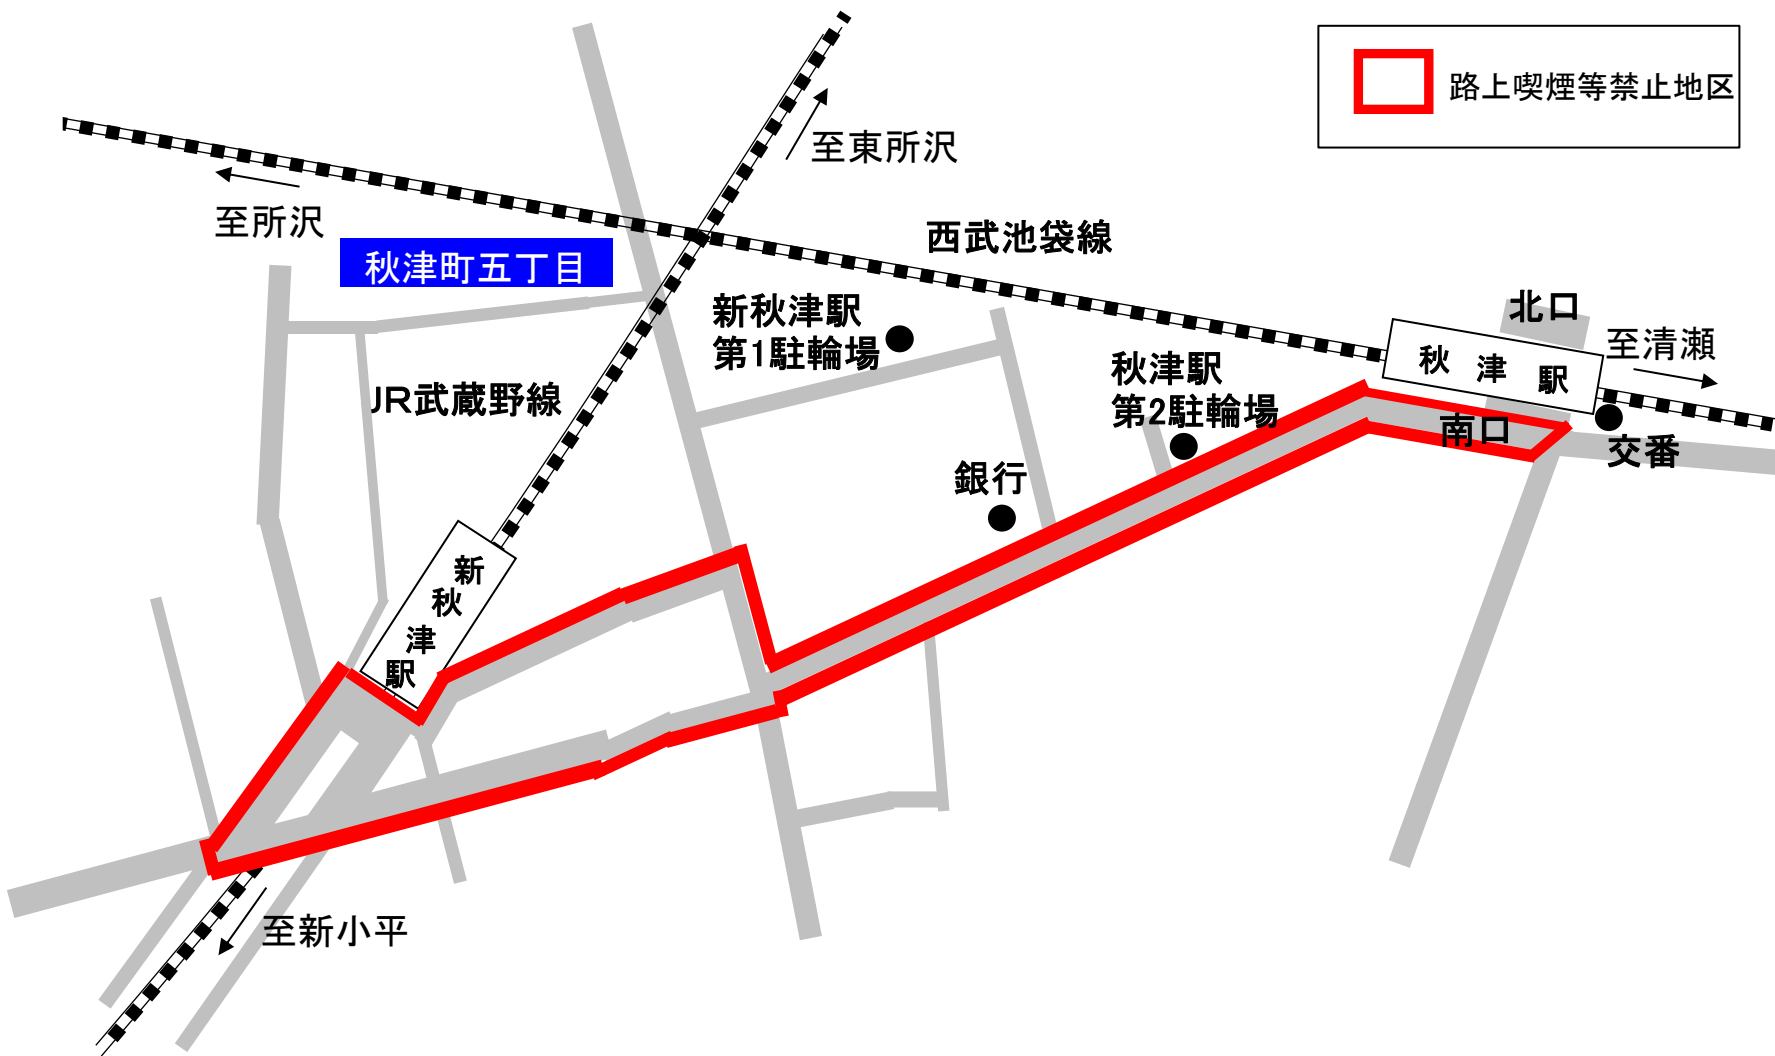 路上喫煙等禁止地区
至東所沢
至所沢
西武池袋線
秋津町五丁目
新秋津駅
第1駐輪場
北口
至清瀬
秋津駅
秋津駅
第2駐輪場
JR武蔵野線
南口
交番
銀行
新秋津駅
至新小平